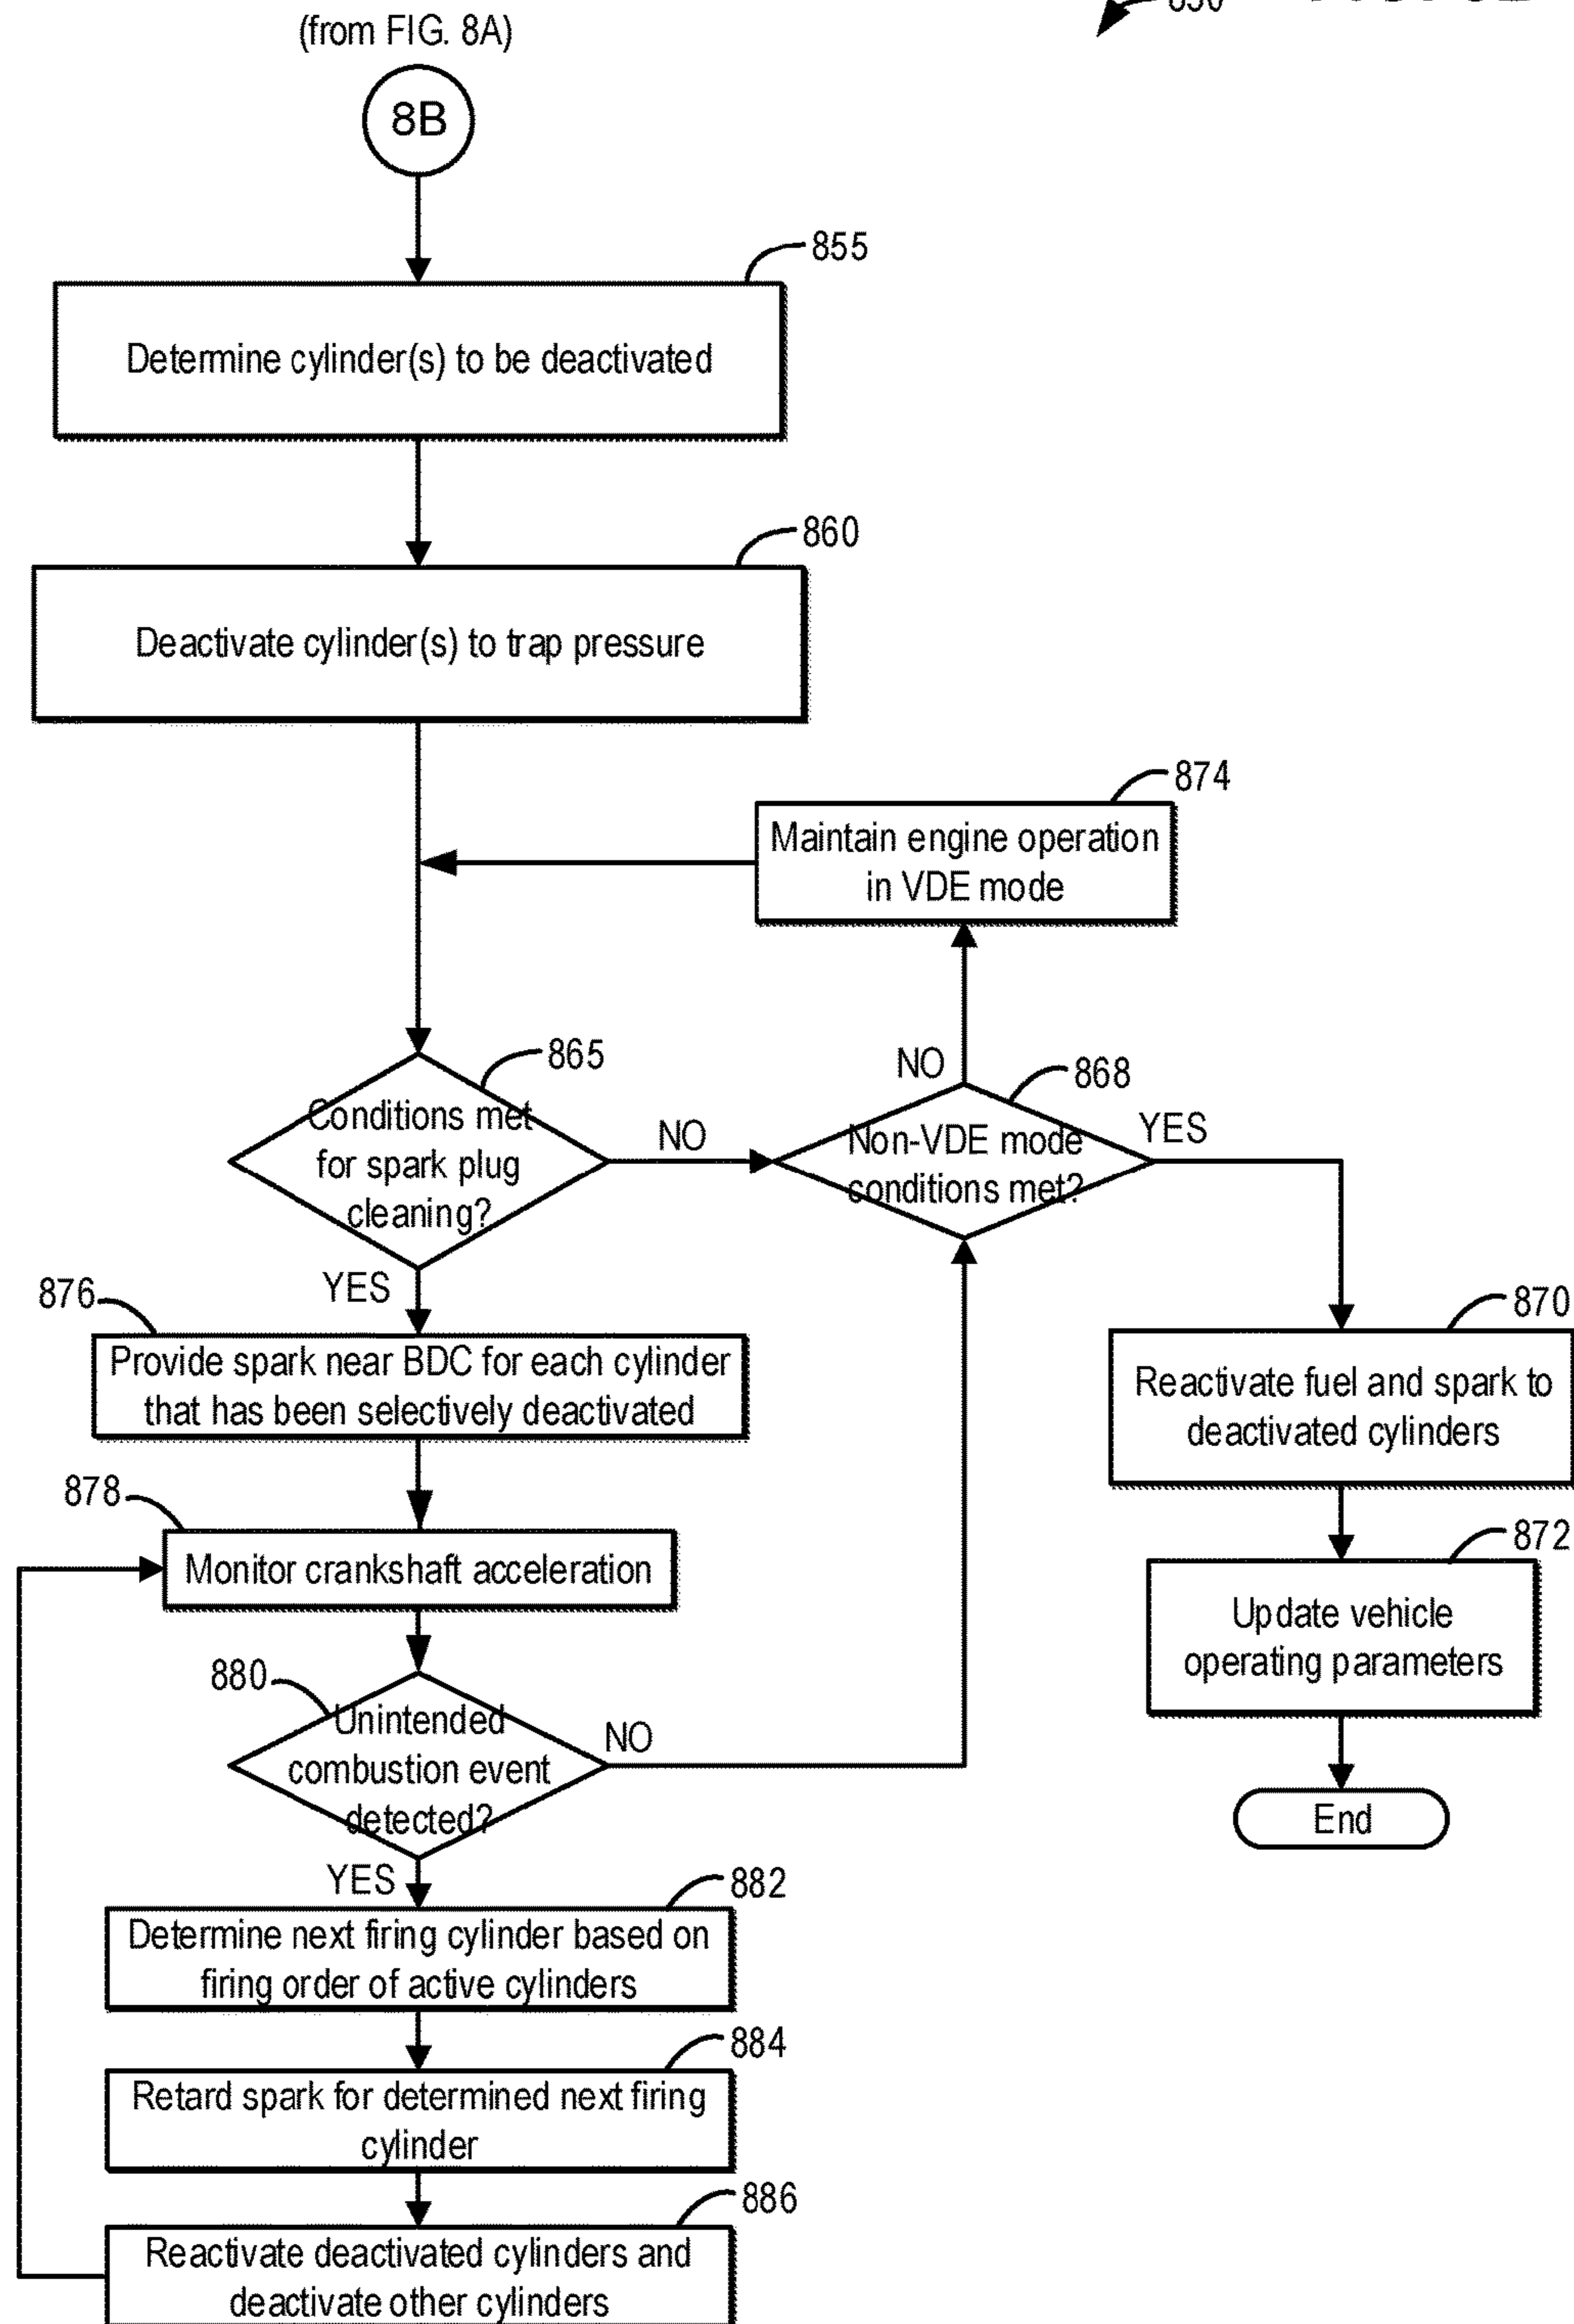 (from FIG. 8A)
8B
855
Determine cylinder(s) to be deactivated
860
Deactivate cylinder(s) to trap pressure
874
Maintain engine operation
in VDE mode
865
Conditions met
for spark plug
cleaning?
NO
YES
868
Non-VDE mode
conditions met?
NO
YES
876
Provide spark near BDC for each cylinder
that has been selectively deactivated
870
Reactivate fuel and spark to
deactivated cylinders
878
Monitor crankshaft acceleration
872
Update vehicle
operating parameters
880
Unintended
combustion event
detected?
NO
YES
End
882
Determine next firing cylinder based on
firing order of active cylinders
884
Retard spark for determined next firing
cylinder
886
Reactivate deactivated cylinders and
deactivate other cylinders